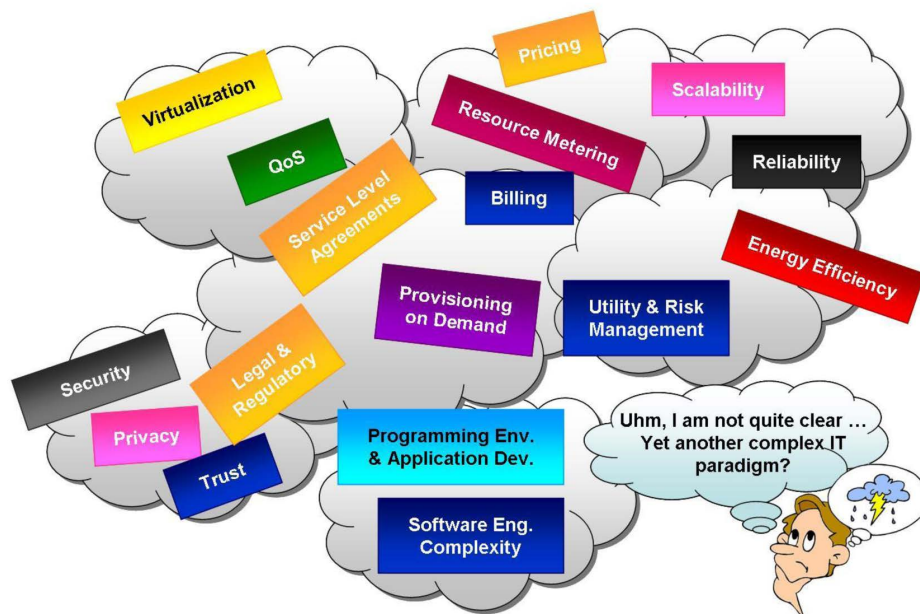 Pricing
Virtualization
Scalability
Resource Metering
QoS
Reliability
Service Level
Agreements
Billing
Energy Efficiency
Provisioning
on Demand
Utility & Risk
Management
Legal &
Regulatory
Security
Privacy
Trust
Programming Env.
& Application Dev.
Uhm, I am not quite clear …
Yet another complex IT
paradigm?
Software Eng.
Complexity